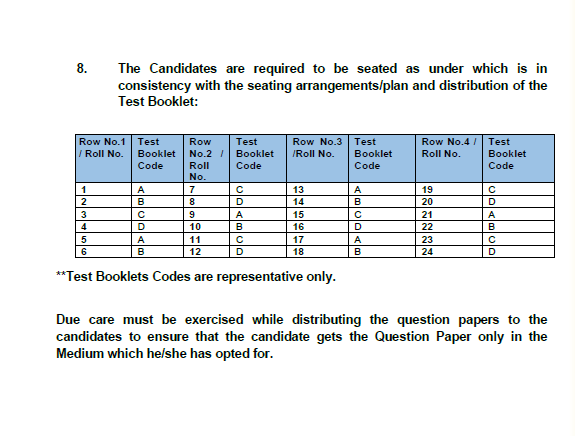 8. The Candidates are required to be seated as under which is in
consistency with the seating arrangements/plan and distribution of the
Test Booklet:
Row No.1 / Roll No. Test Booklet Code Row No.2 / Roll No. Test Booklet Code Row No.3 /Roll No. Test Booklet Code Row No.4 / Roll No. Test Booklet Code
1 A 7 C 13 A 19 C
2 B 8 D 14 B 20 D
3 C 9 A 15 C 21 A
4 D 10 B 16 D 22 B
5 A 11 C 17 A 23 C
6 B 12 D 18 B 24 D
**Test Booklets Codes are representative only.
Due care must be exercised while distributing the question papers to the
candidates to ensure that the candidate gets the Question Paper only in the
Medium which he/she has opted for.